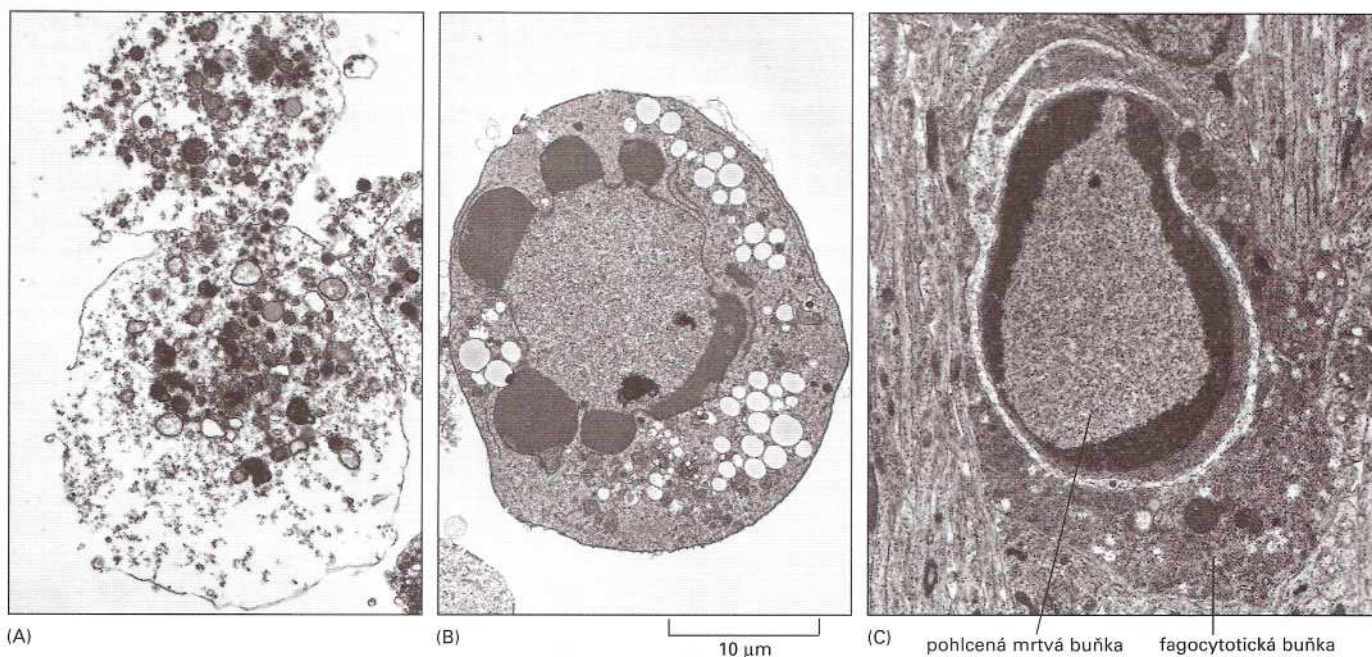 (A)
(B)
10 µm
(C)
pohlcená mrtvá buňka
fagocytotická buňka